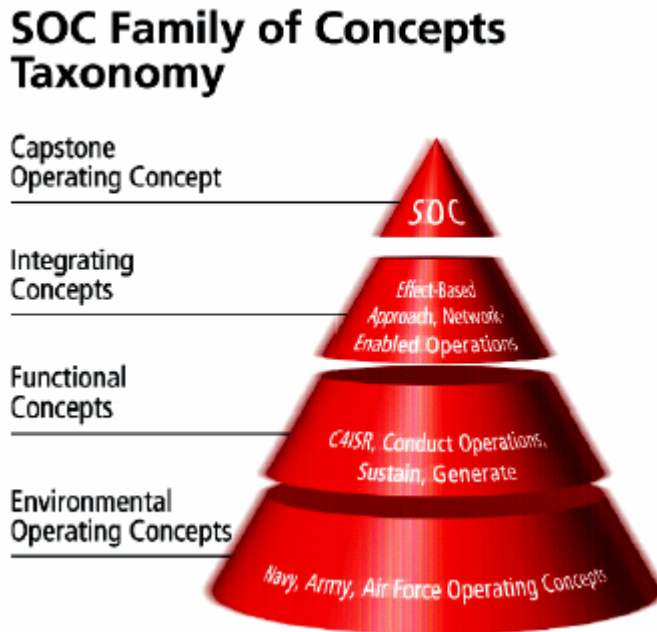 SOC Family of Concepts
Taxonomy
Capstone
Operating Concept
SOC
Integrating
Concepts
Effect-Based
Approach, Network-
Enabled Operations
Functional
Concepts
C4ISR, Conduct Operations,
Sustain, Generate
Environmental
Operating Concepts
Navy, Army, Air Force Operating Concepts